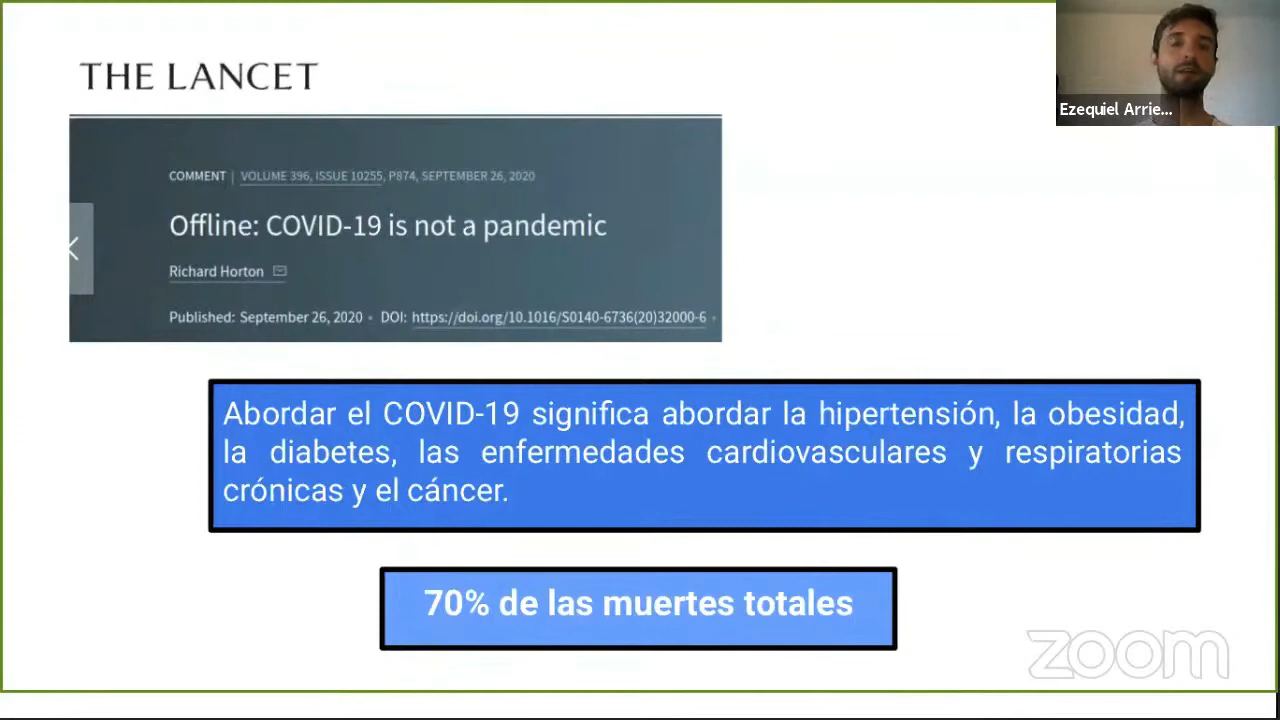 THE LANCET
Ezequiel Arrie...
COMMENT | VOLUME 396, ISSUE 10255, P874, SEPTEMBER 26, 2020
Offline: COVID-19 is not a pandemic
Richard Horton
Published: September 26, 2020 • DOI: https://doi.org/10.1016/S0140-6736(20)32000-6
Abordar el COVID-19 significa abordar la hipertensión, la obesidad,
la diabetes, las enfermedades cardiovasculares y respiratorias
crónicas y el cáncer.
70% de las muertes totales
zoom